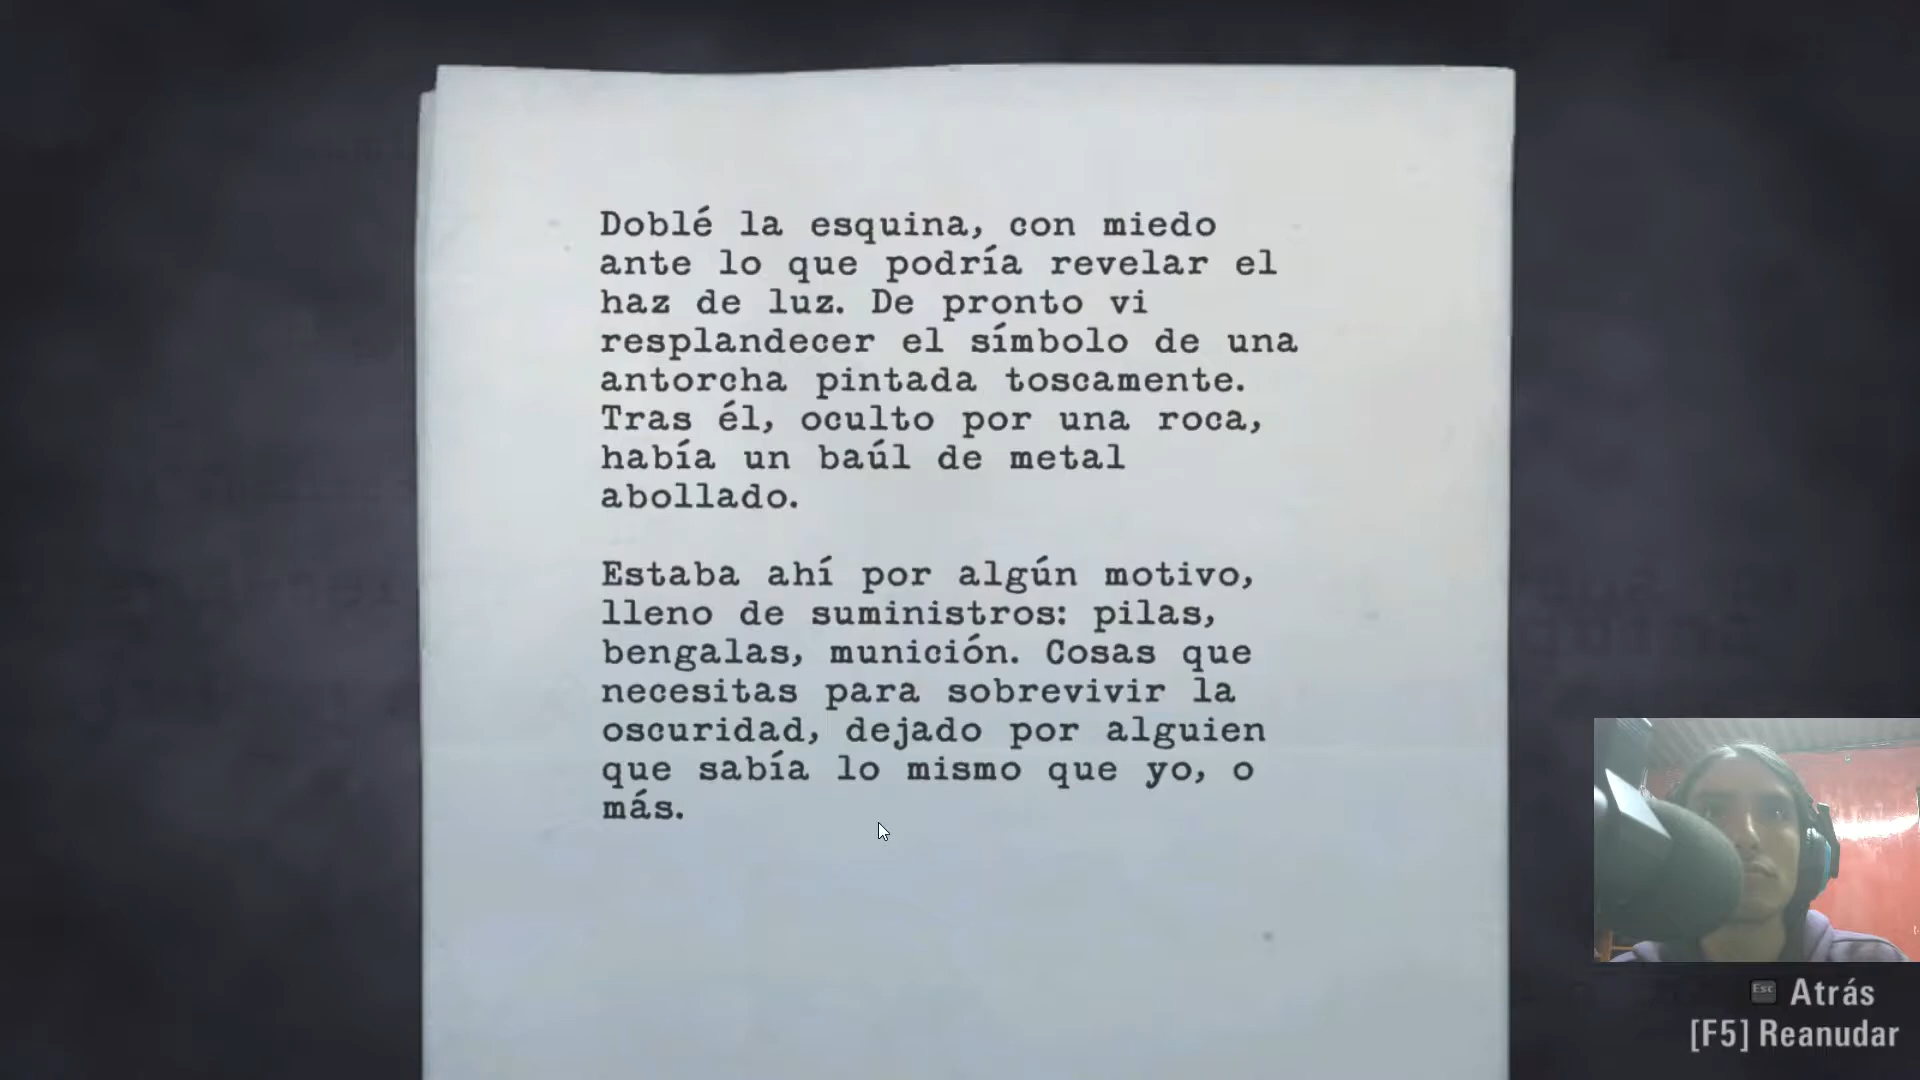 Doblé la esquina, con miedo
ante lo que podría revelar el
haz de luz. De pronto vi
resplandecer el símbolo de una
antorcha pintada toscamente.
Tras él, oculto por una roca,
había un baúl de metal
abollado.
Estaba ahí por algún motivo,
lleno de suministros: pilas,
bengalas, munición. Cosas que
necesitas para sobrevivir la
oscuridad, dejado por alguien
que sabía lo mismo que yo, o
más.
Esc Atrás
[F5] Reanudar